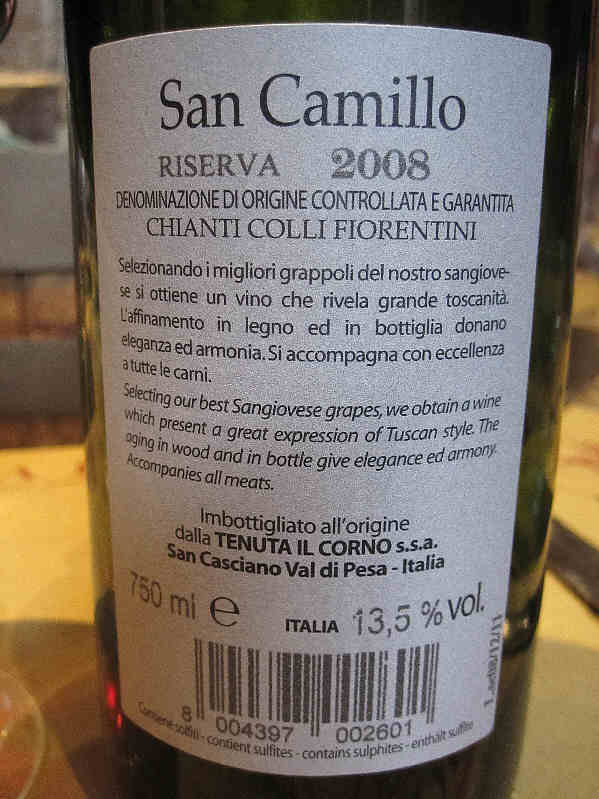 San Camillo
RISERVA 2008
DENOMINAZIONE DI ORIGINE CONTROLLATA E GARANTITA
CHIANTI COLLI FIORENTINI
Selezionando i migliori grappoli del nostro sangiove-
se si ottiene un vino che rivela grande toscanità.
L'affinamento in legno ed in bottiglia donano
eleganza ed armonia. Si accompagna con eccellenza
a tutte le carni.
Selecting our best Sangiovese grapes, we obtain a wine
which present a great expression of Tuscan style. The
aging in wood and in bottle give elegance ed armony.
Accompanies all meats.
Imbottigliato all'origine
dalla TENUTA IL CORNO s.s.a.
San Casciano Val di Pesa - Italia
750 ml e ITALIA 13,5 % vol.
8 004397 002601
Contiene solfiti - contient sulfites - contains sulphites - enthält sulfite